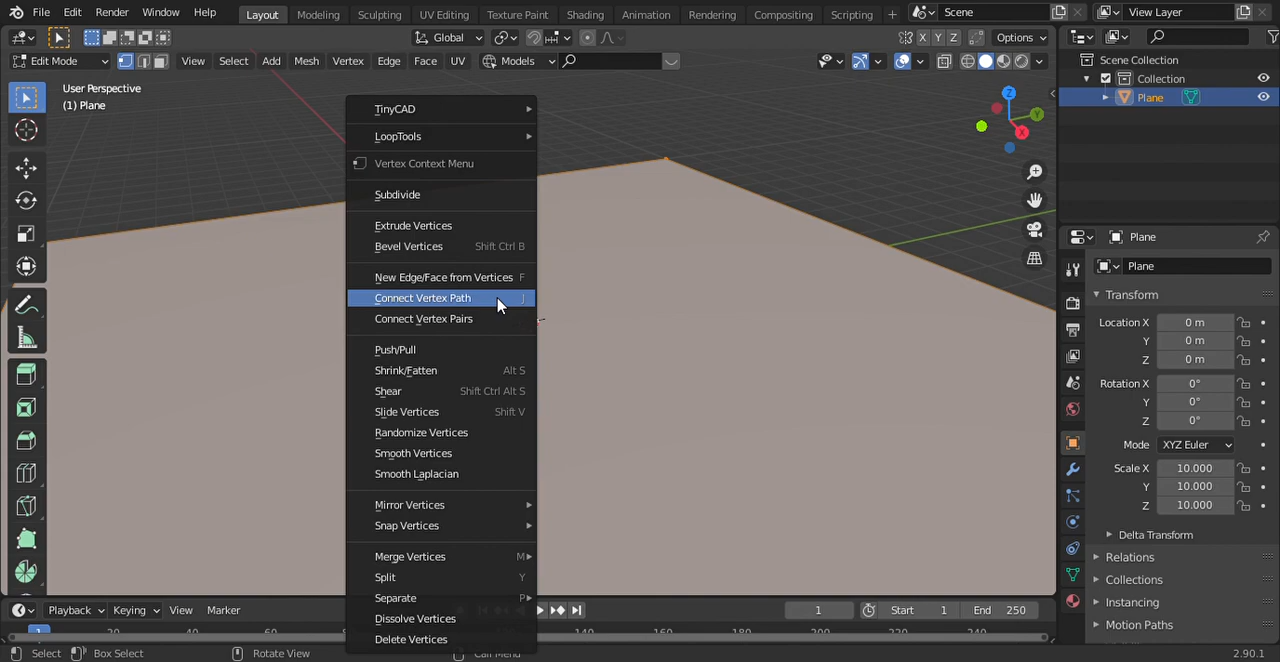 File Edit Render Window Help Layout Modeling Sculpting UV Editing Texture Paint Shading Animation Rendering Compositing Scripting + Scene View Layer
Global X Y Z Options
Edit Mode View Select Add Mesh Vertex Edge Face UV Models
User Perspective
(1) Plane
Z
Y
X
TinyCAD
LoopTools
Vertex Context Menu
Subdivide
Extrude Vertices
Bevel Vertices Shift Ctrl B
New Edge/Face from Vertices F
Connect Vertex Path J
Connect Vertex Pairs
Push/Pull
Shrink/Fatten Alt S
Shear Shift Ctrl Alt S
Slide Vertices Shift V
Randomize Vertices
Smooth Vertices
Smooth Laplacian
Mirror Vertices
Snap Vertices
Merge Vertices M
Split Y
Separate P
Dissolve Vertices
Delete Vertices
Scene Collection
Collection
Plane
Plane
Plane
Transform
Location X 0 m
Y 0 m
Z 0 m
Rotation X 0°
Y 0°
Z 0°
Mode XYZ Euler
Scale X 10.000
Y 10.000
Z 10.000
Delta Transform
Relations
Collections
Instancing
Motion Paths
Playback Keying View Marker 1 Start 1 End 250
1 20 40 60 140 160 180 200 220 240
Select Box Select Rotate View Call Menu 2.90.1